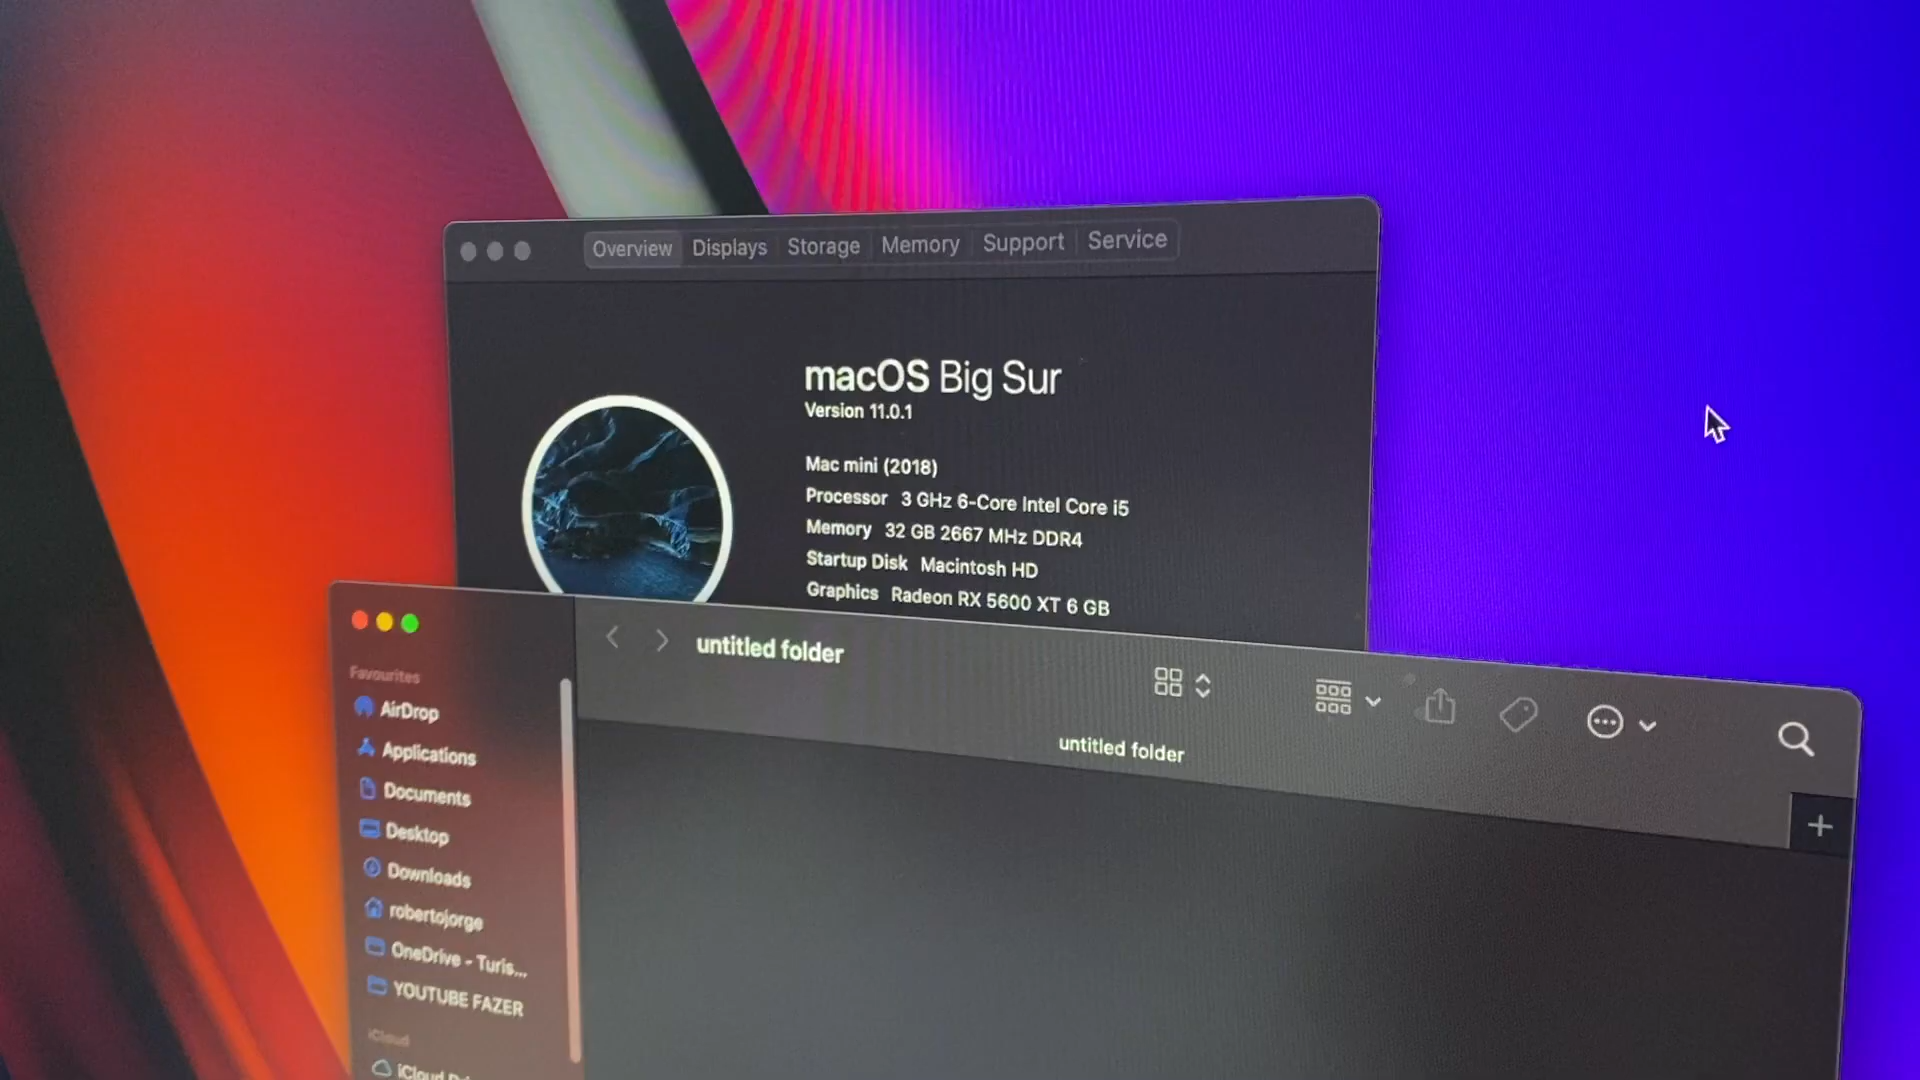 Overview Displays Storage Memory Support Service
macOS Big Sur
Version 11.0.1
Mac mini (2018)
Processor 3 GHz 6-Core Intel Core i5
Memory 32 GB 2667 MHz DDR4
Startup Disk Macintosh HD
Graphics Radeon RX 5600 XT 6 GB
untitled folder
untitled folder
Favourites
AirDrop
Applications
Documents
Desktop
Downloads
robertojorge
OneDrive - Turis...
YOUTUBE FAZER
iCloud
iCloud